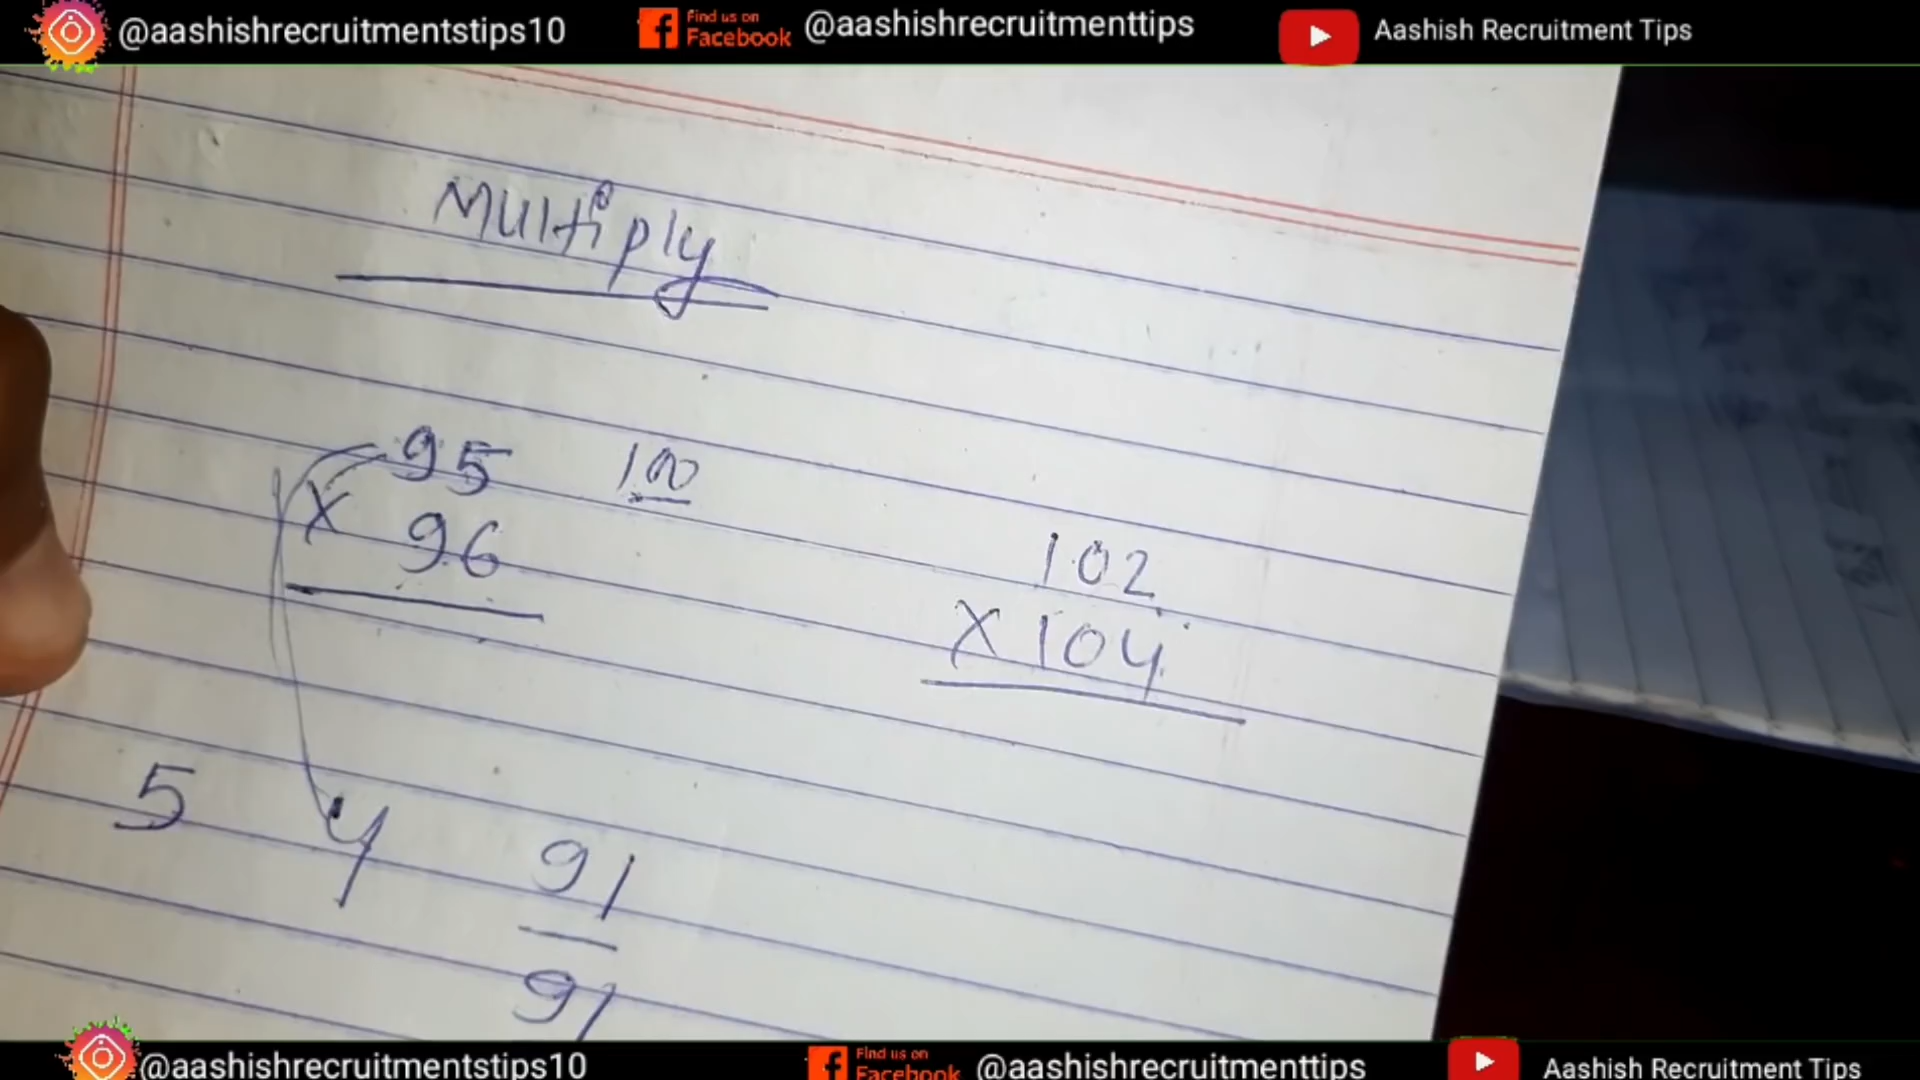 @aashishrecruitmentstips10 Find us on Facebook @aashishrecruitmenttips Aashish Recruitment Tips
Multiply
95 100
X 96
102
X 104
5 4 91
91
@aashishrecruitmentstips10 Find us on Facebook @aashishrecruitmenttips Aashish Recruitment Tips